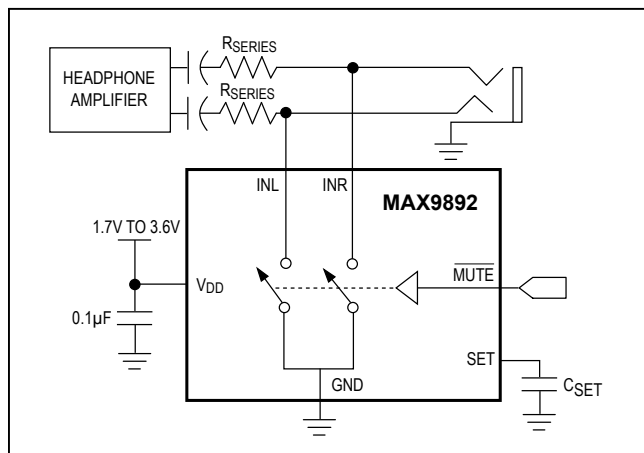 RSERIES
HEADPHONE
AMPLIFIER
RSERIES
INL
INR
MAX9892
1.7V TO 3.6V
VDD
MUTE
0.1µF
SET
GND
CSET